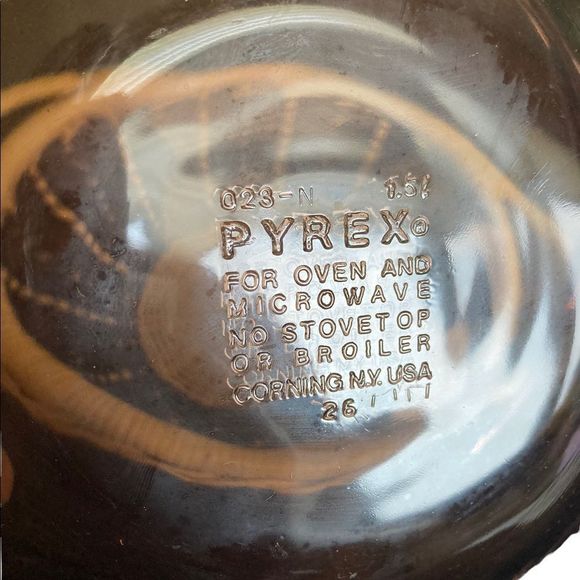 023-N 1.5ℓ
PYREX®
FOR OVEN AND
MICROWAVE
NO STOVETOP
OR BROILER
CORNING N.Y. USA
26